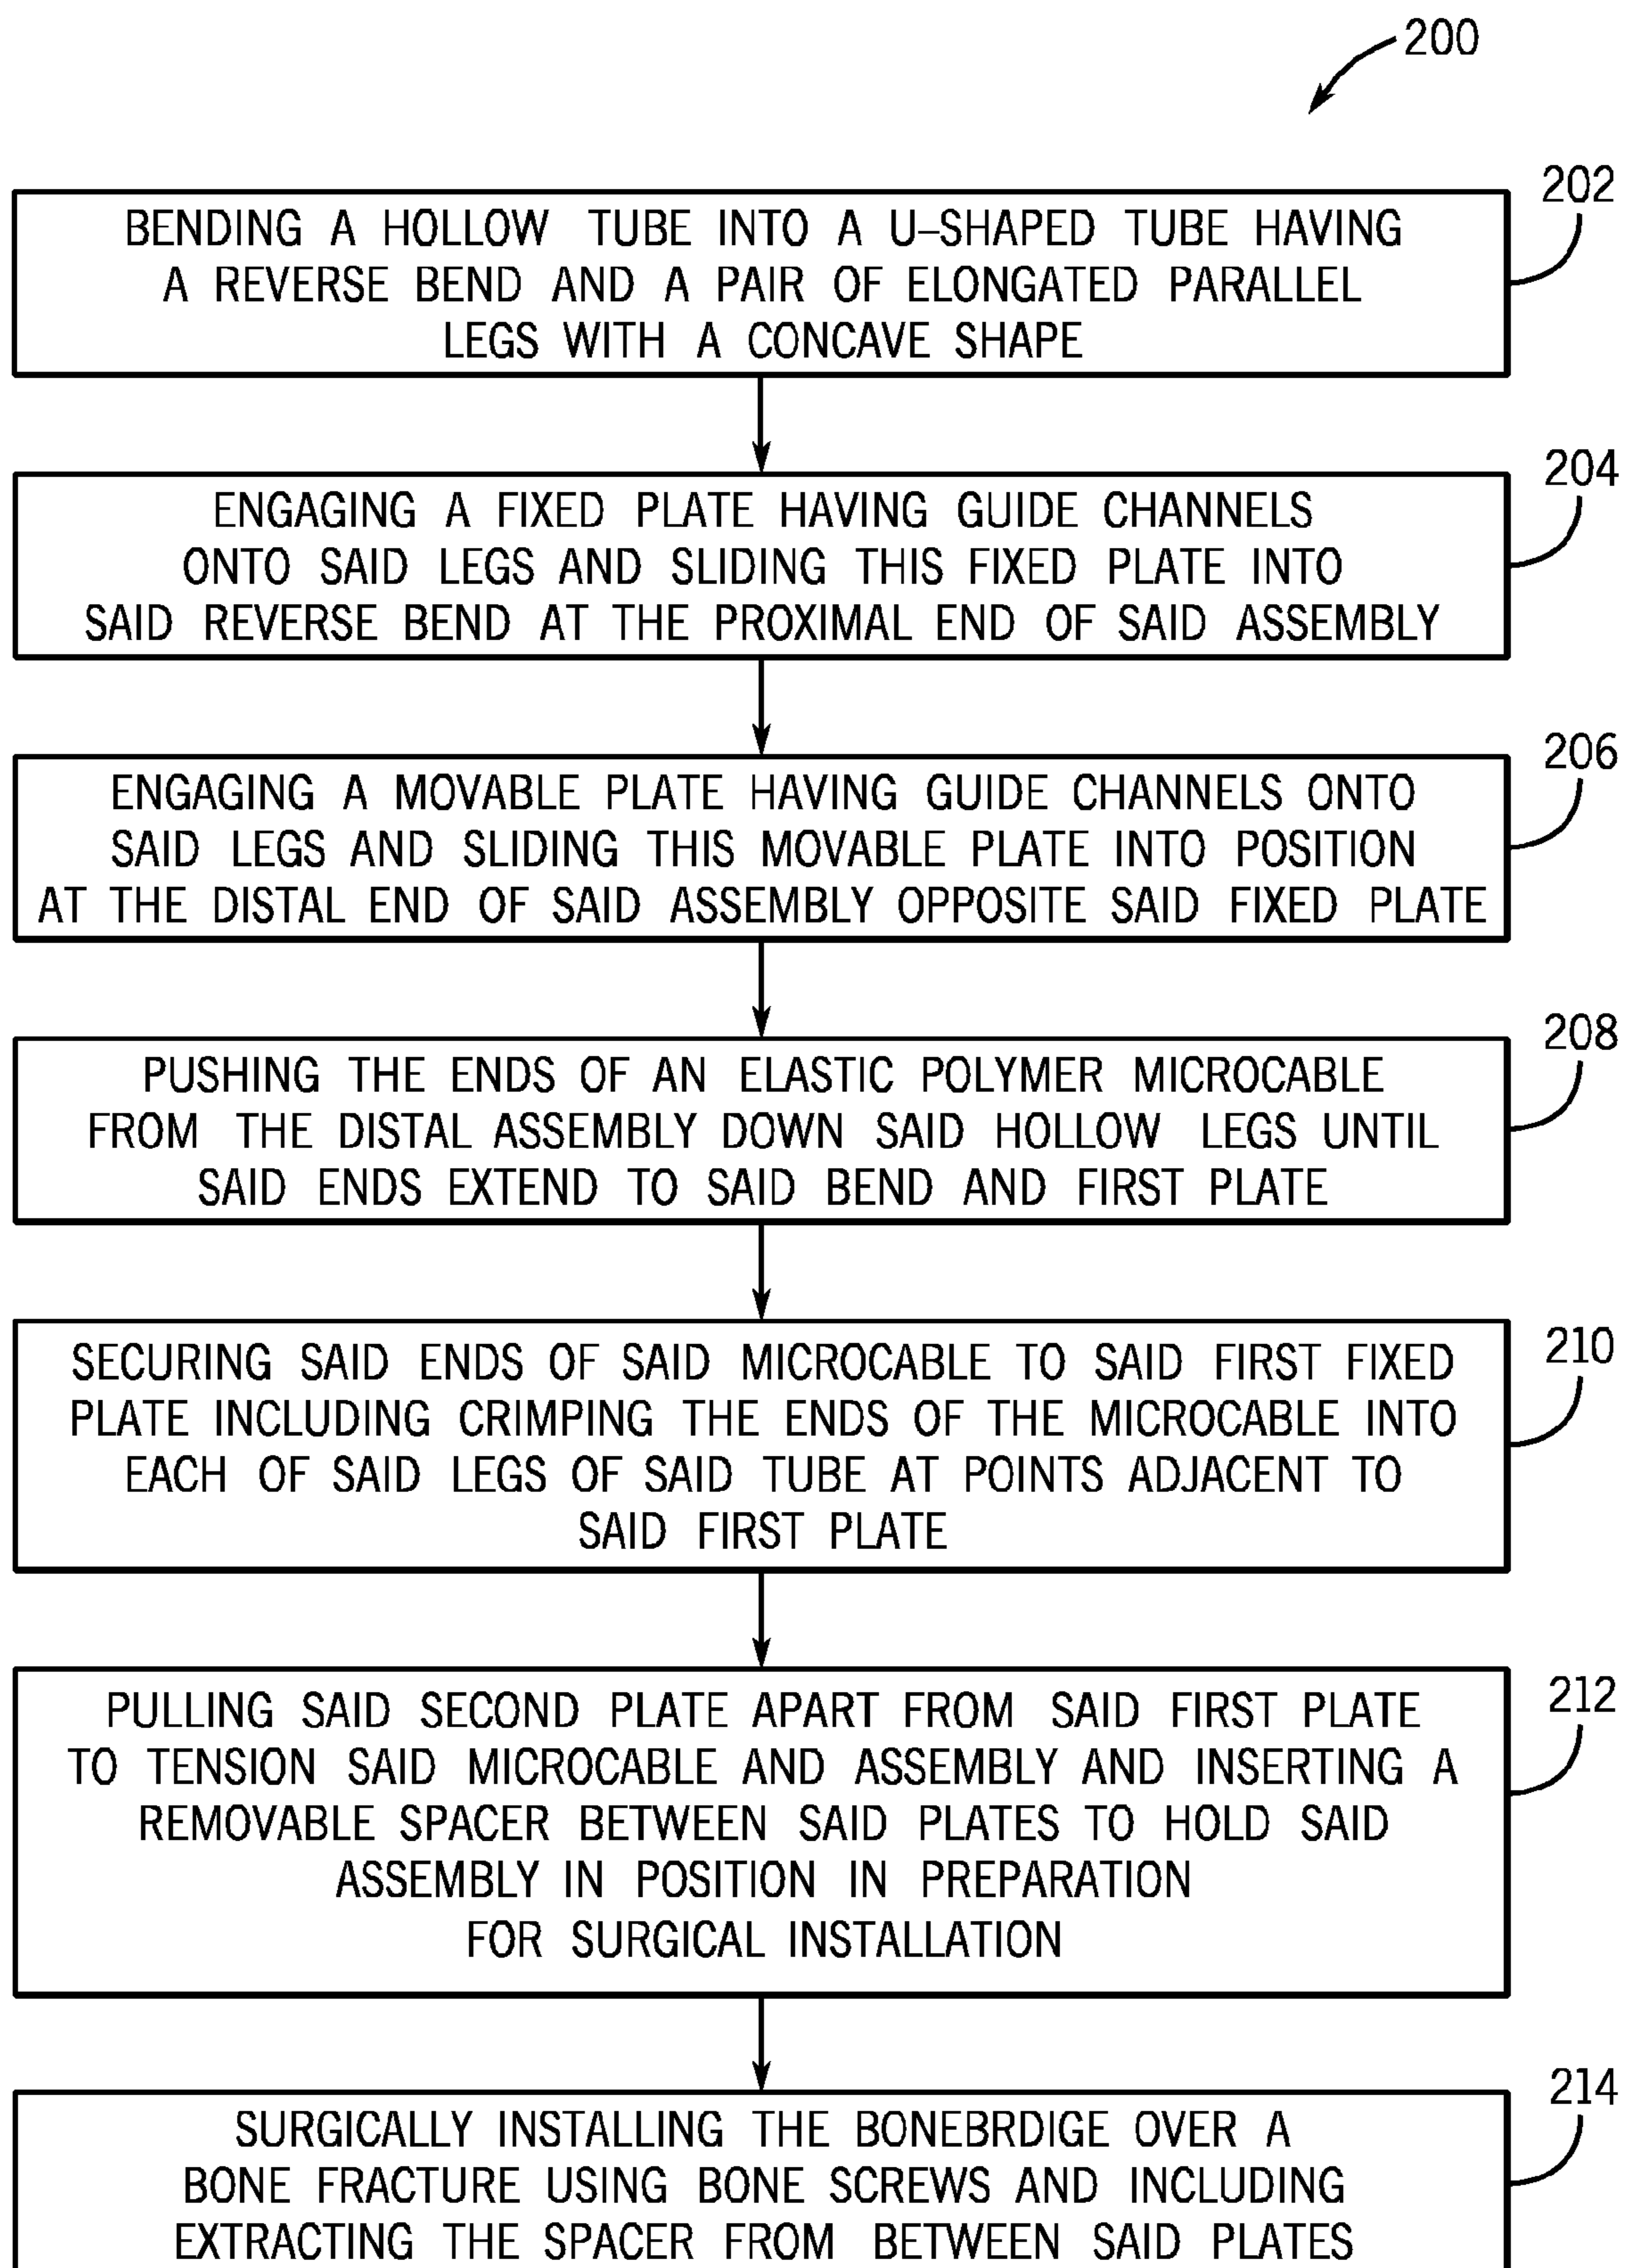 200
202
BENDING A HOLLOW TUBE INTO A U–SHAPED TUBE HAVING
A REVERSE BEND AND A PAIR OF ELONGATED PARALLEL
LEGS WITH A CONCAVE SHAPE
204
ENGAGING A FIXED PLATE HAVING GUIDE CHANNELS
ONTO SAID LEGS AND SLIDING THIS FIXED PLATE INTO
SAID REVERSE BEND AT THE PROXIMAL END OF SAID ASSEMBLY
206
ENGAGING A MOVABLE PLATE HAVING GUIDE CHANNELS ONTO
SAID LEGS AND SLIDING THIS MOVABLE PLATE INTO POSITION
AT THE DISTAL END OF SAID ASSEMBLY OPPOSITE SAID FIXED PLATE
208
PUSHING THE ENDS OF AN ELASTIC POLYMER MICROCABLE
FROM THE DISTAL ASSEMBLY DOWN SAID HOLLOW LEGS UNTIL
SAID ENDS EXTEND TO SAID BEND AND FIRST PLATE
210
SECURING SAID ENDS OF SAID MICROCABLE TO SAID FIRST FIXED
PLATE INCLUDING CRIMPING THE ENDS OF THE MICROCABLE INTO
EACH OF SAID LEGS OF SAID TUBE AT POINTS ADJACENT TO
SAID FIRST PLATE
212
PULLING SAID SECOND PLATE APART FROM SAID FIRST PLATE
TO TENSION SAID MICROCABLE AND ASSEMBLY AND INSERTING A
REMOVABLE SPACER BETWEEN SAID PLATES TO HOLD SAID
ASSEMBLY IN POSITION IN PREPARATION
FOR SURGICAL INSTALLATION
214
SURGICALLY INSTALLING THE BONEBRDIGE OVER A
BONE FRACTURE USING BONE SCREWS AND INCLUDING
EXTRACTING THE SPACER FROM BETWEEN SAID PLATES